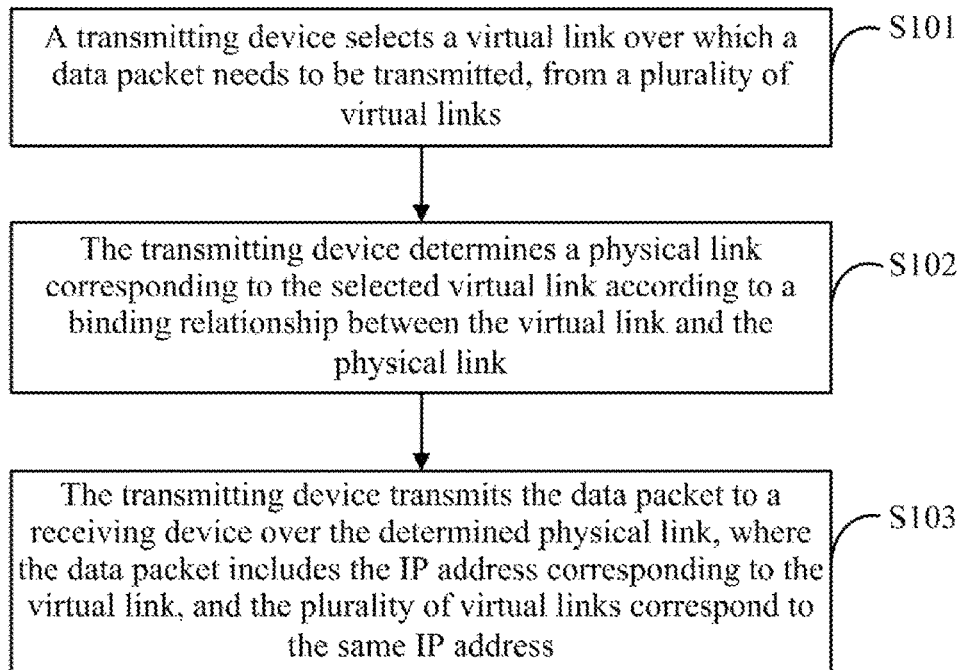 A transmitting device selects a virtual link over which a
data packet needs to be transmitted, from a plurality of
virtual links
S101
The transmitting device determines a physical link
corresponding to the selected virtual link according to a
binding relationship between the virtual link and the
physical link
S102
The transmitting device transmits the data packet to a
receiving device over the determined physical link, where
the data packet includes the IP address corresponding to the
virtual link, and the plurality of virtual links correspond to
the same IP address
S103